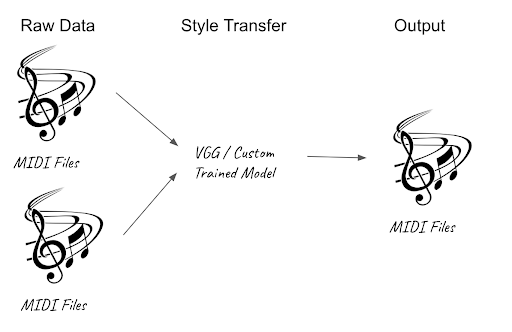 Raw Data
Style Transfer
Output
MIDI Files
VGG / Custom
Trained Model
MIDI Files
MIDI Files